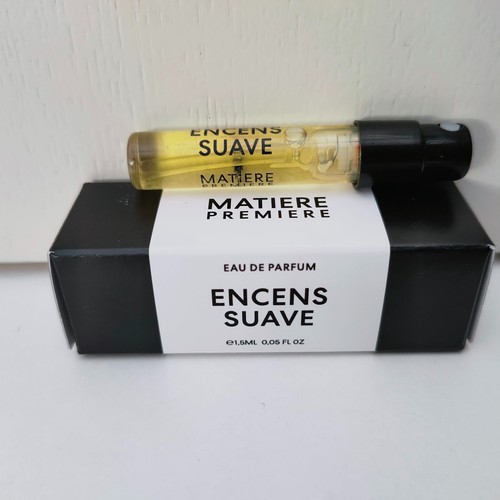 ENCENS
SUAVE
MATIERE
PREMIERE
MATIERE
PREMIERE
EAU DE PARFUM
ENCENS
SUAVE
℮1,5ML 0,05 FL OZ